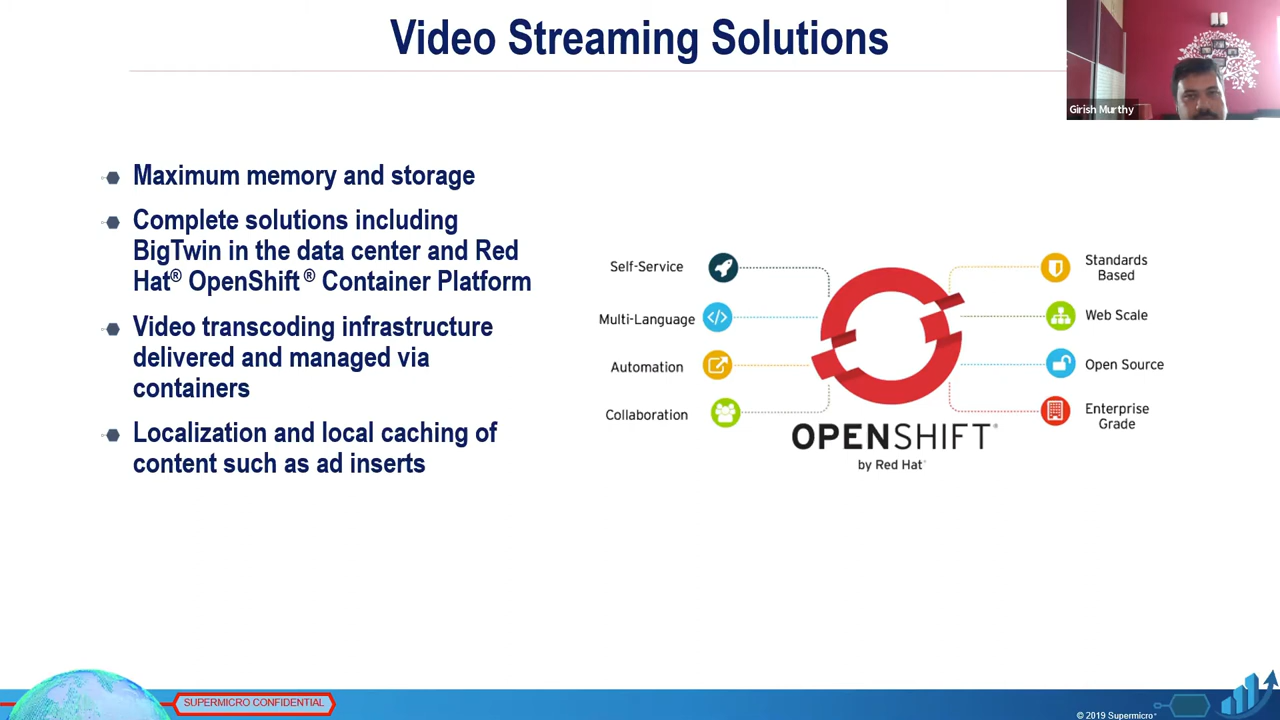 Video Streaming Solutions
Girish Murthy
Maximum memory and storage
Complete solutions including
BigTwin in the data center and Red
Hat® OpenShift ® Container Platform
Video transcoding infrastructure
delivered and managed via
containers
Localization and local caching of
content such as ad inserts
Self-Service
Multi-Language
Automation
Collaboration
Standards
Based
Web Scale
Open Source
Enterprise
Grade
OPENSHIFT®
by Red Hat®
SUPERMICRO CONFIDENTIAL
© 2019 Supermicro®